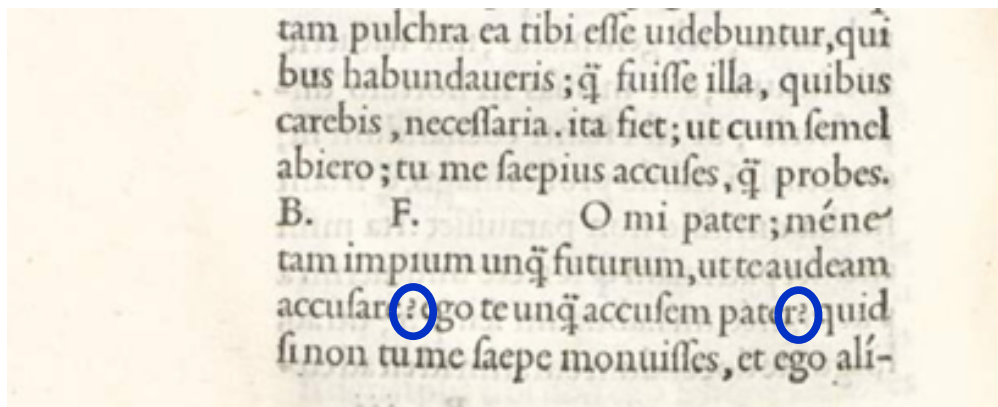 tam pulchra ea tibi eſſe uidebuntur,qui
bus habundaueris;q̈ fuiſſe illa, quibus
carebis,neceſſaria.ita fiet;ut cum ſemel
abiero;tu me ſaepius accuſes,q̈ probes.
B. F. O mi pater;méne
tam impium unq̈ futurum,ut te audeam
accuſare?ego te unq̈ accuſem pater?quid
ſi non tu me ſaepe monuiſſes,et ego alí-